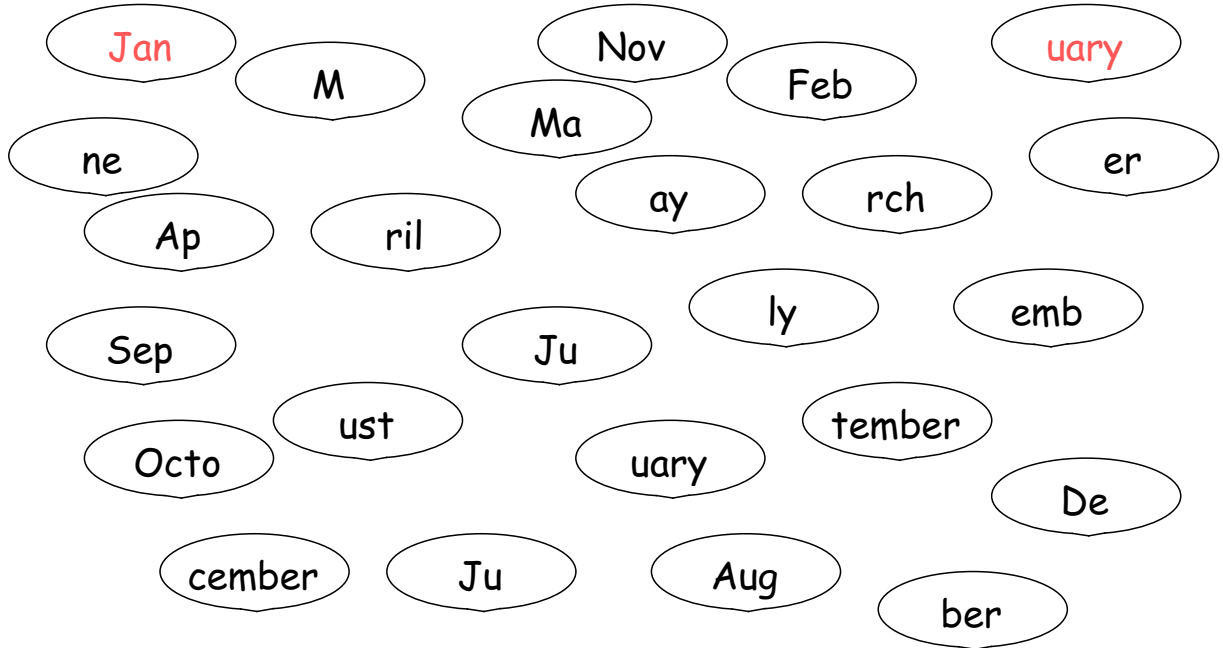 Jan
Nov
uary
M
Feb
Ma
ne
er
ay
rch
Ap
ril
ly
emb
Sep
Ju
ust
tember
Octo
uary
De
cember
Ju
Aug
ber